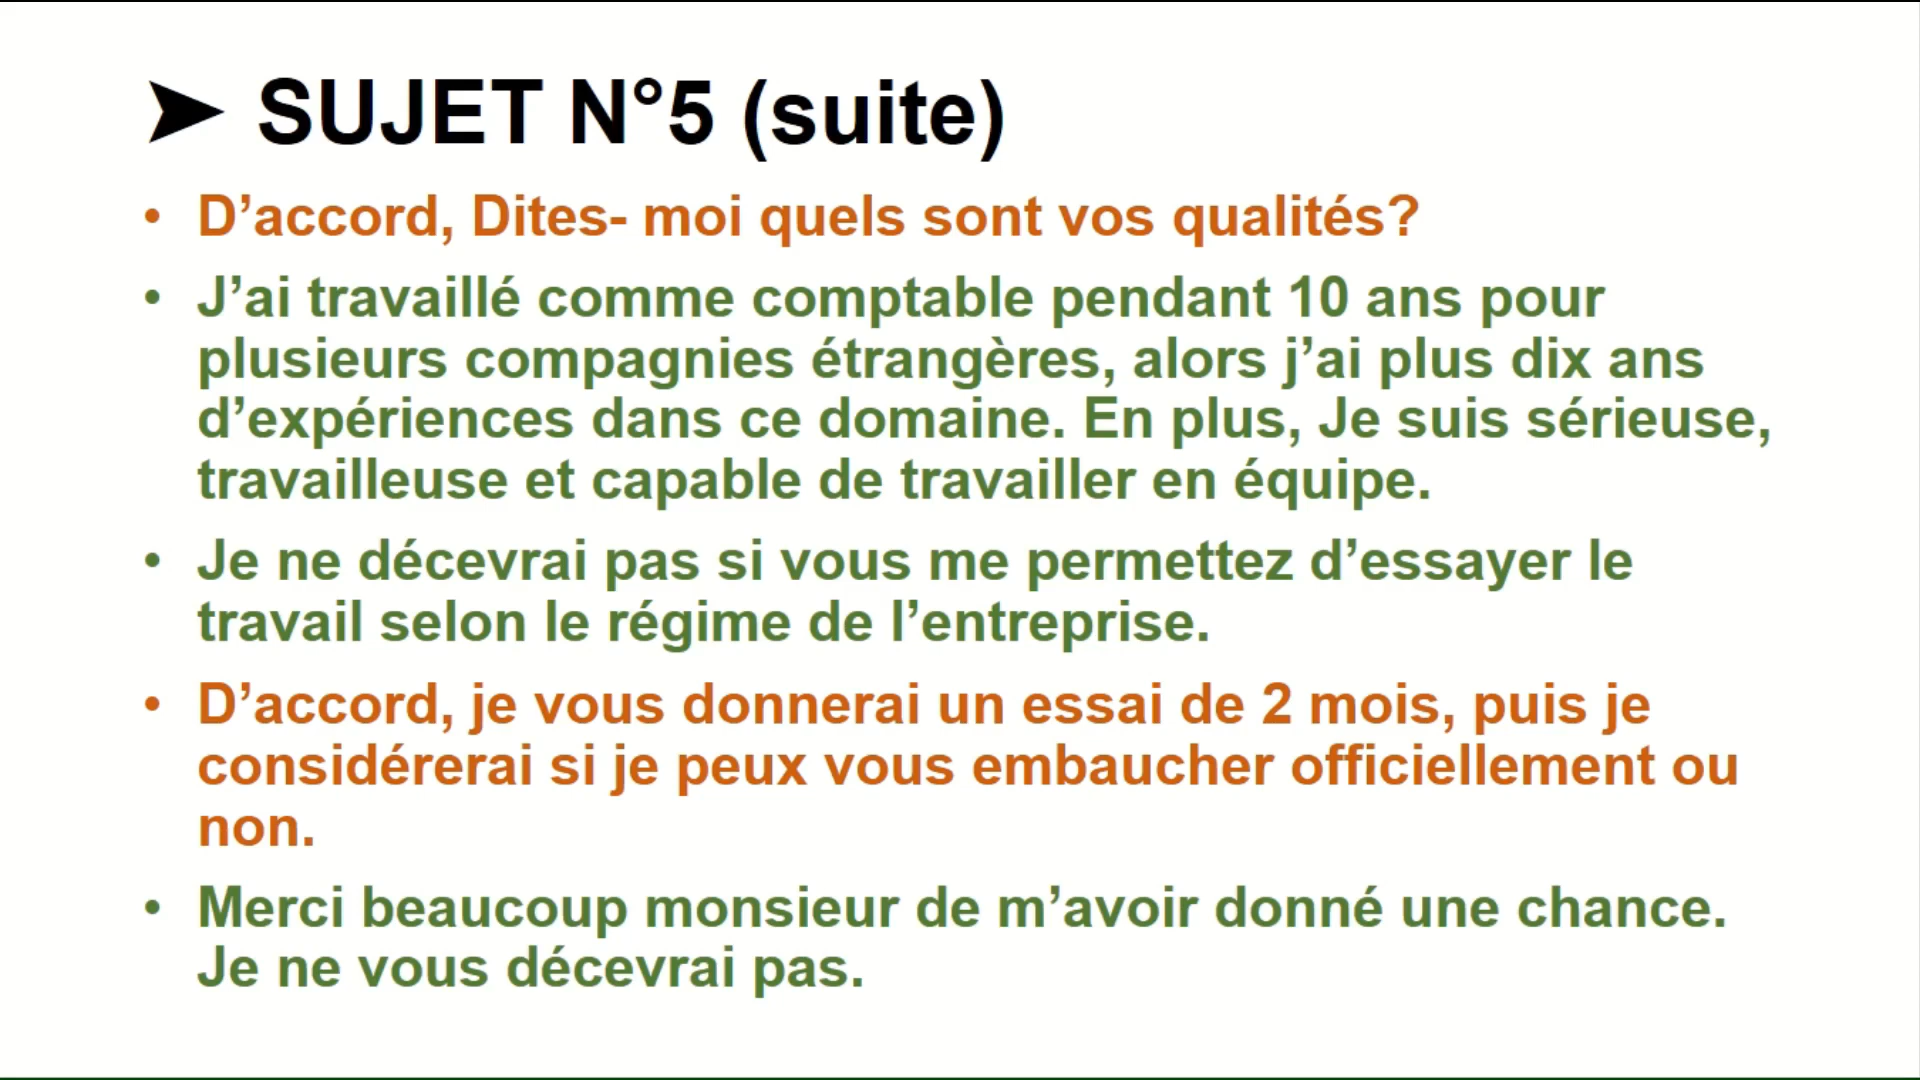 ➤ SUJET N°5 (suite)
• D’accord, Dites- moi quels sont vos qualités?
• J’ai travaillé comme comptable pendant 10 ans pour
plusieurs compagnies étrangères, alors j’ai plus dix ans
d’expériences dans ce domaine. En plus, Je suis sérieuse,
travailleuse et capable de travailler en équipe.
• Je ne décevrai pas si vous me permettez d’essayer le
travail selon le régime de l’entreprise.
• D’accord, je vous donnerai un essai de 2 mois, puis je
considérerai si je peux vous embaucher officiellement ou
non.
• Merci beaucoup monsieur de m’avoir donné une chance.
Je ne vous décevrai pas.